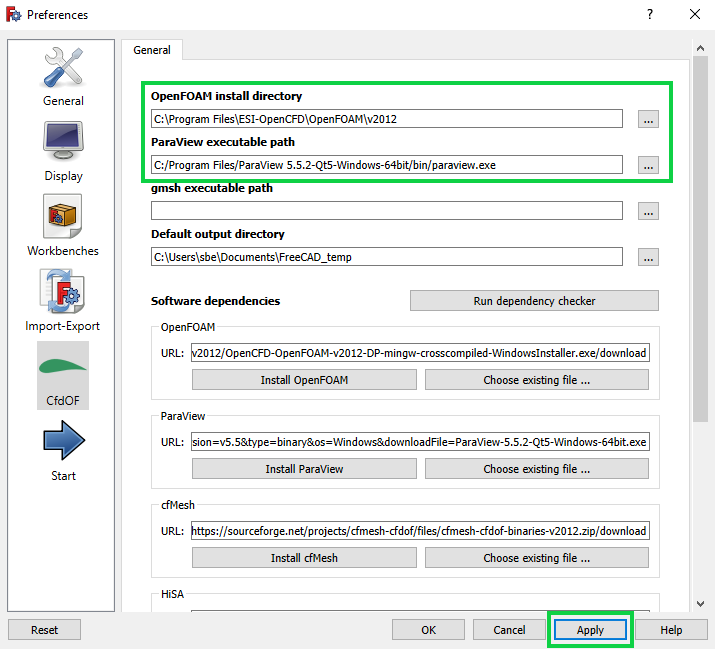 Preferences
?
General
Display
Workbenches
Import-Export
CfdOF
Start
General
OpenFOAM install directory
C:\Program Files\ESI-OpenCFD\OpenFOAM\v2012
...
ParaView executable path
C:/Program Files/ParaView 5.5.2-Qt5-Windows-64bit/bin/paraview.exe
...
gmsh executable path
...
Default output directory
C:\Users\sbe\Documents\FreeCAD_temp
...
Software dependencies
Run dependency checker
OpenFOAM
URL: v2012/OpenCFD-OpenFOAM-v2012-DP-mingw-crosscompiled-WindowsInstaller.exe/download
Install OpenFOAM
Choose existing file ...
ParaView
URL: sion=v5.5&type=binary&os=Windows&downloadFile=ParaView-5.5.2-Qt5-Windows-64bit.exe
Install ParaView
Choose existing file ...
cfMesh
URL: https://sourceforge.net/projects/cfmesh-cfdof/files/cfmesh-cfdof-binaries-v2012.zip/download
Install cfMesh
Choose existing file ...
HiSA
Reset
OK
Cancel
Apply
Help